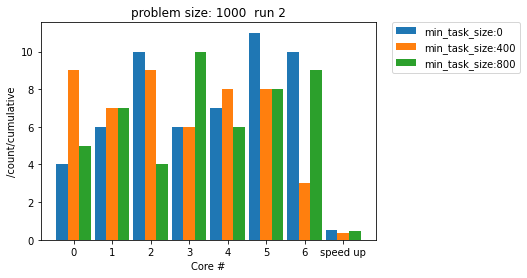 problem size: 1000  run 2
min_task_size:0
min_task_size:400
min_task_size:800
/count/cumulative
10
8
6
4
2
0
0 1 2 3 4 5 6 speed up
Core #